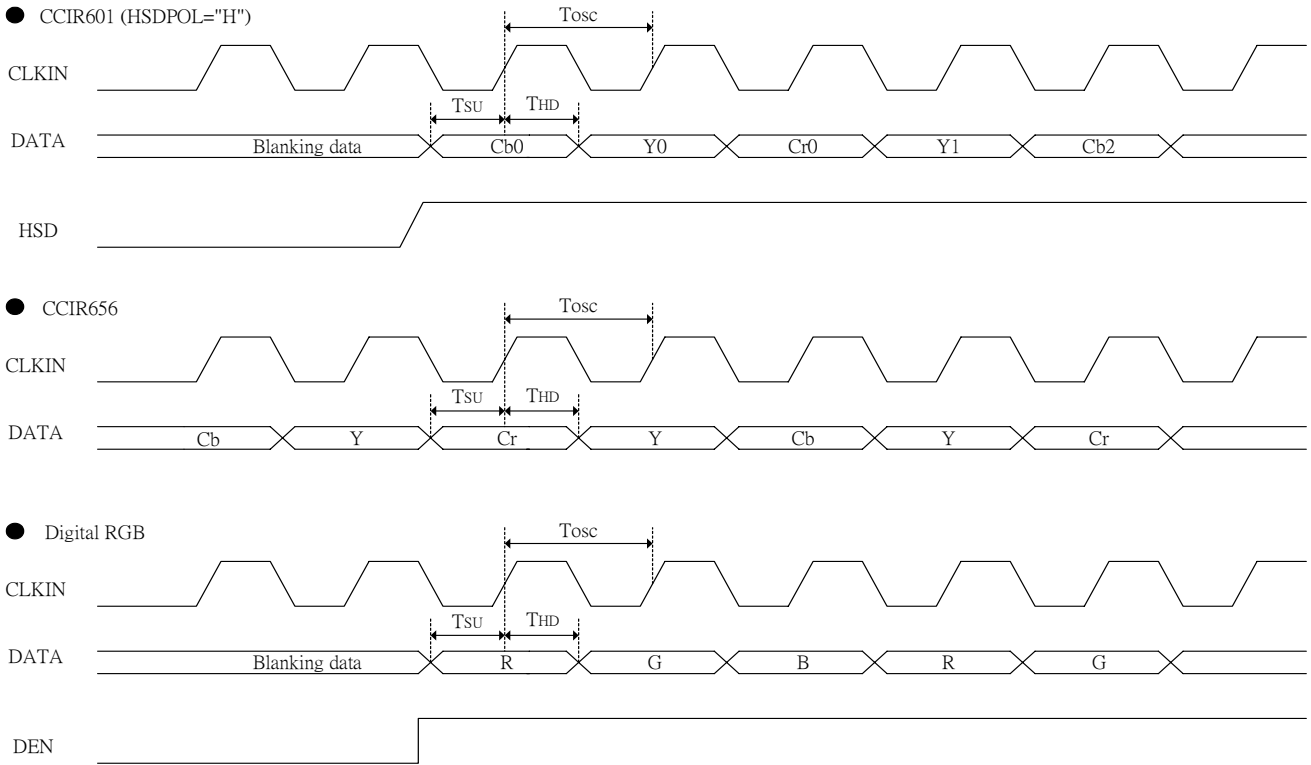 ● CCIR601 (HSDPOL="H")
Tosc
CLKIN
TSU THD
DATA Blanking data Cb0 Y0 Cr0 Y1 Cb2
HSD
● CCIR656
Tosc
CLKIN
TSU THD
DATA Cb Y Cr Y Cb Y Cr
● Digital RGB
Tosc
CLKIN
TSU THD
DATA Blanking data R G B R G
DEN